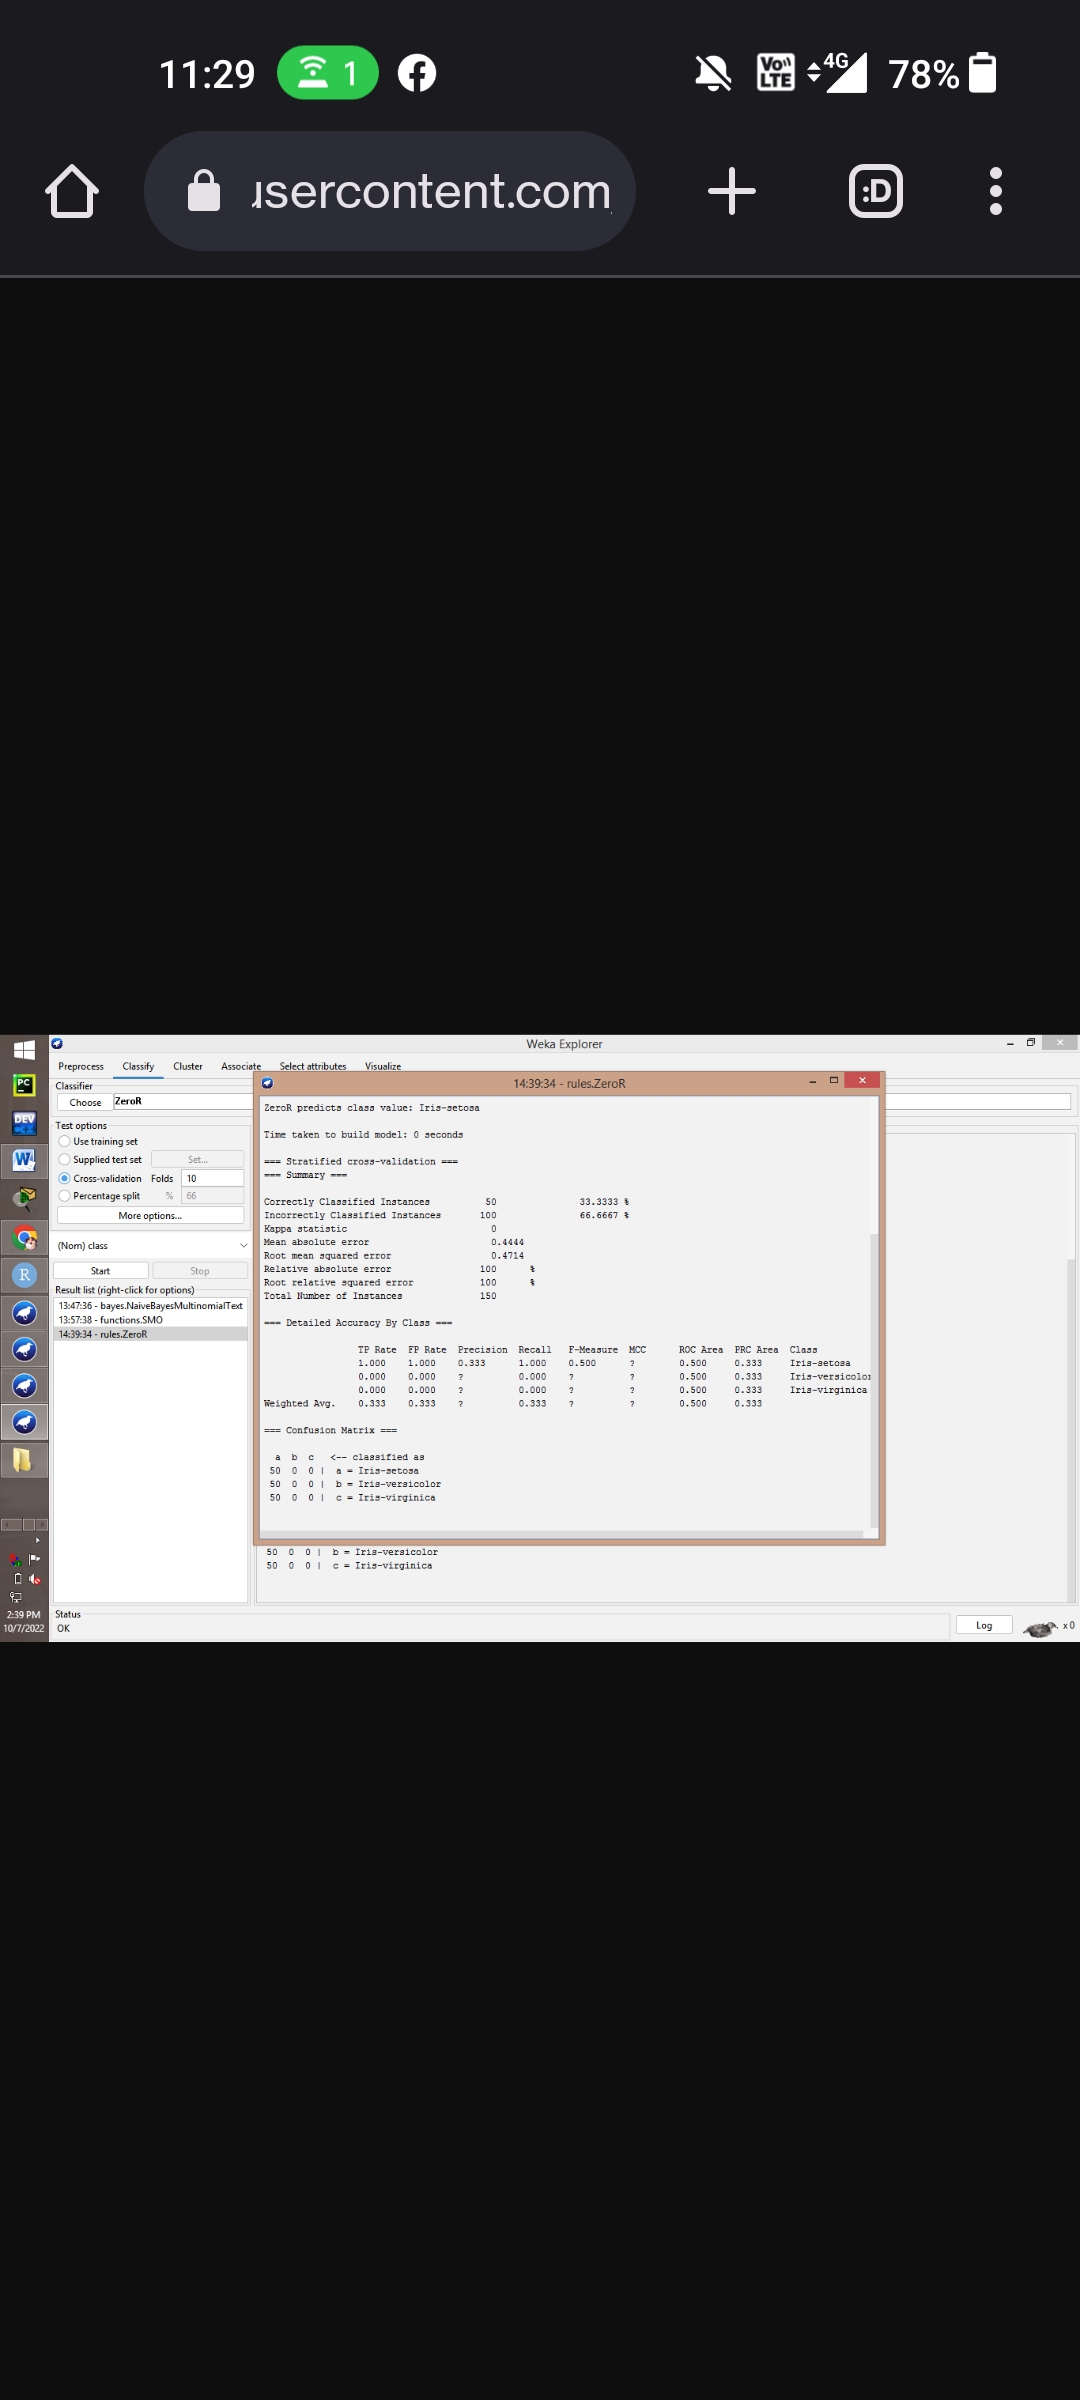 11:29 1 Vo)) LTE 4G 78%
usercontent.com :D
Weka Explorer
Preprocess Classify Cluster Associate Select attributes Visualize
Classifier
Choose ZeroR
14:39:34 - rules.ZeroR
Test options
Use training set
Supplied test set Set...
Cross-validation Folds 10
Percentage split % 66
More options...
(Nom) class
Start Stop
Result list (right-click for options)
13:47:36 - bayes.NaiveBayesMultinomialText
13:57:38 - functions.SMO
14:39:34 - rules.ZeroR
ZeroR predicts class value: Iris-setosa
Time taken to build model: 0 seconds
=== Stratified cross-validation ===
=== Summary ===
Correctly Classified Instances 50 33.3333 %
Incorrectly Classified Instances 100 66.6667 %
Kappa statistic 0
Mean absolute error 0.4444
Root mean squared error 0.4714
Relative absolute error 100 %
Root relative squared error 100 %
Total Number of Instances 150
=== Detailed Accuracy By Class ===
TP Rate FP Rate Precision Recall F-Measure MCC ROC Area PRC Area Class
1.000 1.000 0.333 1.000 0.500 ? 0.500 0.333 Iris-setosa
0.000 0.000 ? 0.000 ? ? 0.500 0.333 Iris-versicolor
0.000 0.000 ? 0.000 ? ? 0.500 0.333 Iris-virginica
Weighted Avg. 0.333 0.333 ? 0.333 ? ? 0.500 0.333
=== Confusion Matrix ===
a b c <-- classified as
50 0 0 | a = Iris-setosa
50 0 0 | b = Iris-versicolor
50 0 0 | c = Iris-virginica
50 0 0 | b = Iris-versicolor
50 0 0 | c = Iris-virginica
Status
OK
Log x 0
PC
DEV
C++
W
R
2:39 PM
10/7/2022